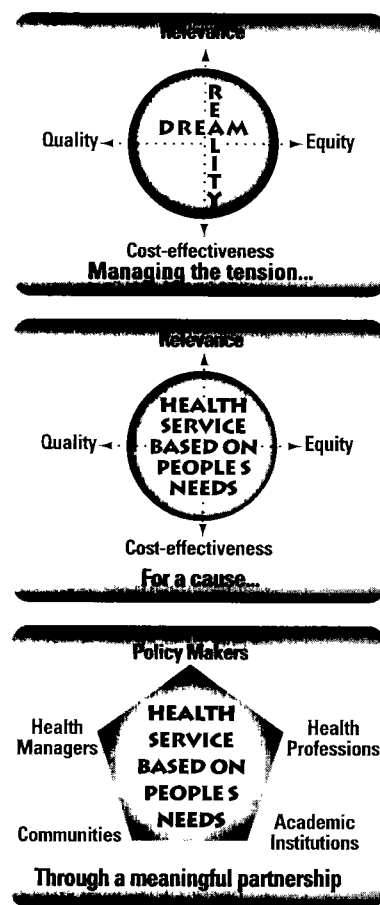 Relevance
DREAM
REALITY
Quality
Equity
Cost-effectiveness
Managing the tension...
Relevance
HEALTH
SERVICE
Quality BASED ON Equity
PEOPLE S
NEEDS
Cost-effectiveness
For a cause...
Policy Makers
Health
Managers
HEALTH
SERVICE
BASED ON
PEOPLE S
NEEDS
Health
Professions
Communities
Academic
Institutions
Through a meaningful partnership